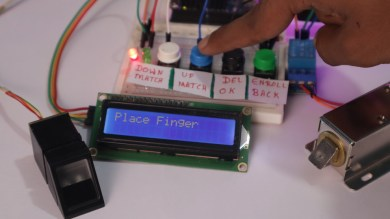 DOWN
MATCH
UP
MATCH
DEL
OK
ENROLL
BACK
Place Finger